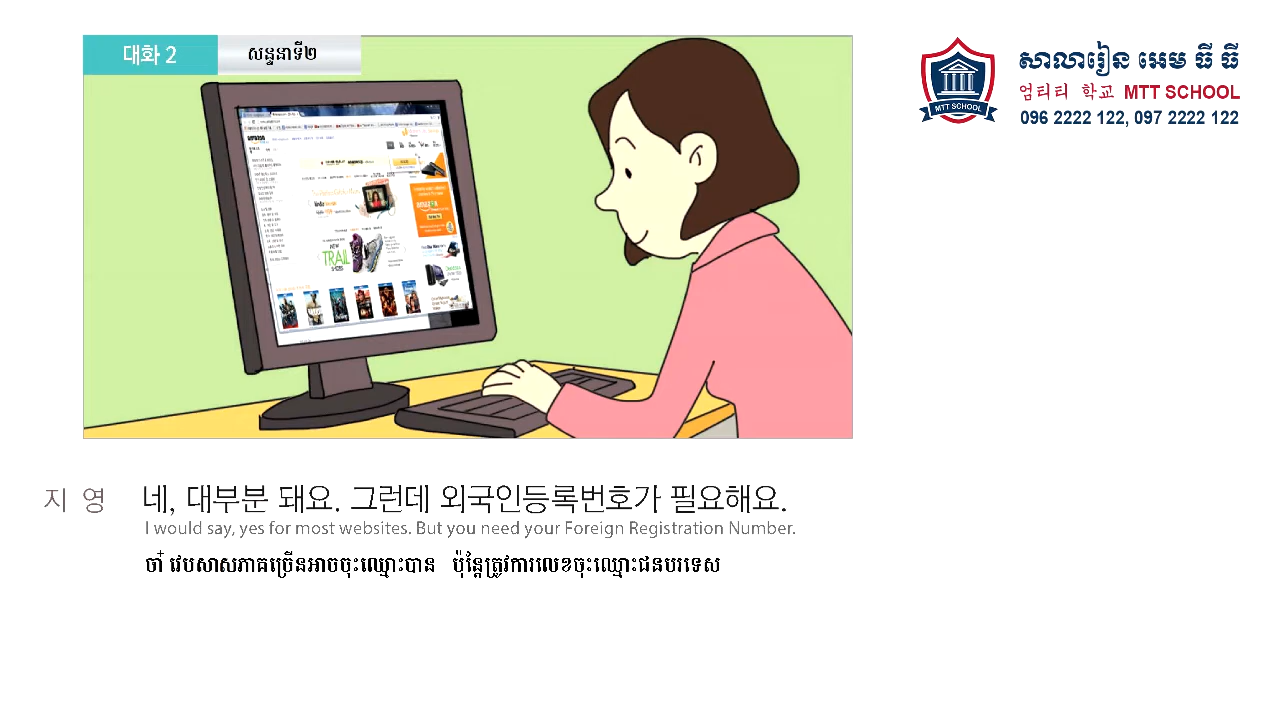 대화 2
សន្ទនាទី២
សាលារៀន អេម ធី ធី
엄티티 학교 MTT SCHOOL
096 2222 122, 097 2222 122
MTT SCHOOL
amazon
NEW
TRAIL
지 영
네, 대부분 돼요. 그런데 외국인등록번호가 필요해요.
I would say, yes for most websites. But you need your Foreign Registration Number.
ចា៎ វេបសាសភាគច្រើនអាចចុះឈ្មោះបាន ប៉ុន្តែត្រូវការលេខចុះឈ្មោះជនបរទេស